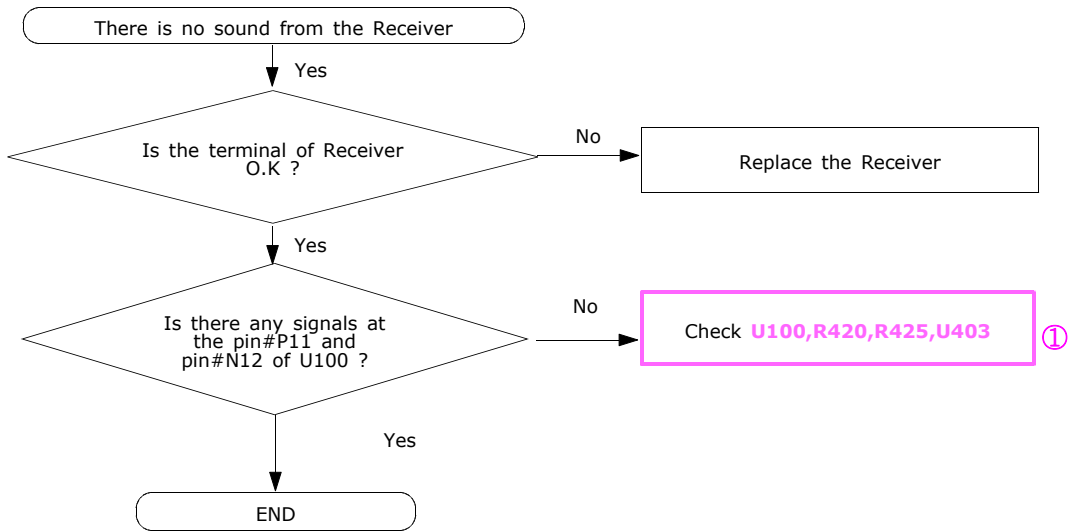 There is no sound from the Receiver
Yes
Is the terminal of Receiver
O.K ?
No
Replace the Receiver
Yes
Is there any signals at
the pin#P11 and
pin#N12 of U100 ?
No
Check U100,R420,R425,U403
①
Yes
END